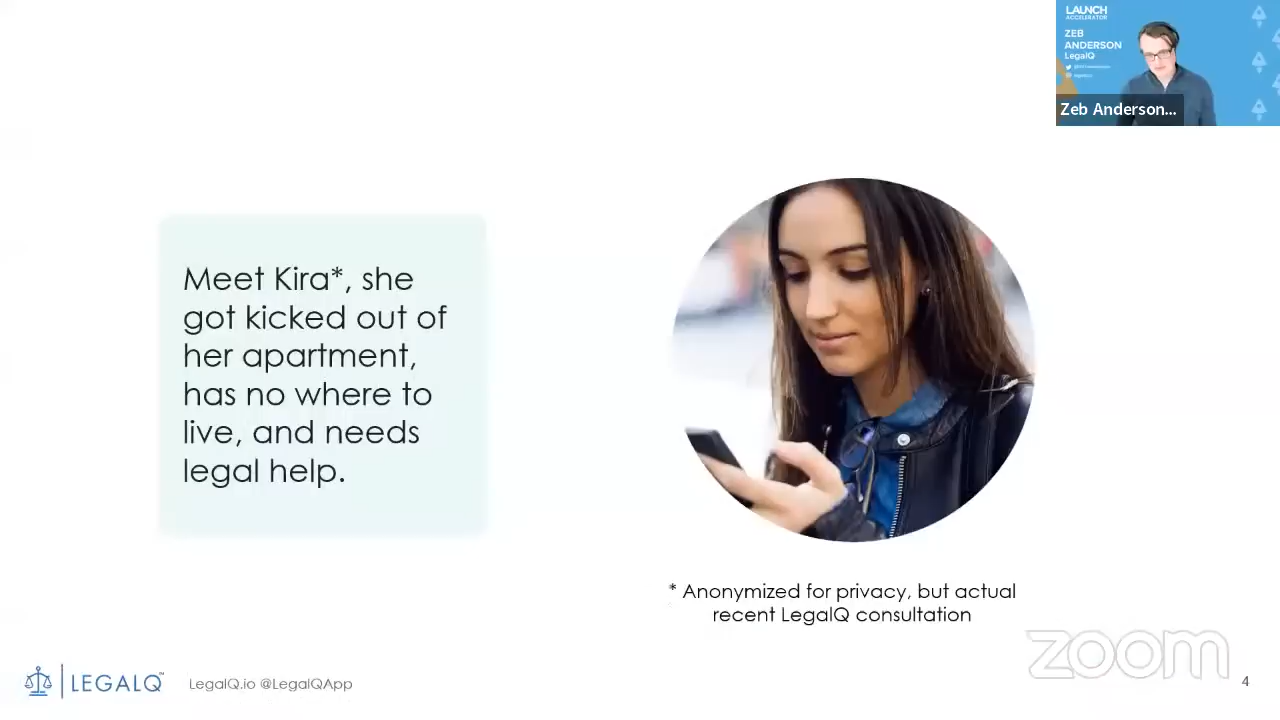 LAUNCH
ACCELERATOR
ZEB
ANDERSON
LegalQ
Zeb Anderson...
Meet Kira*, she
got kicked out of
her apartment,
has no where to
live, and needs
legal help.
* Anonymized for privacy, but actual
recent LegalQ consultation
zoom
LEGALQ™
LegalQ.io @LegalQApp
4